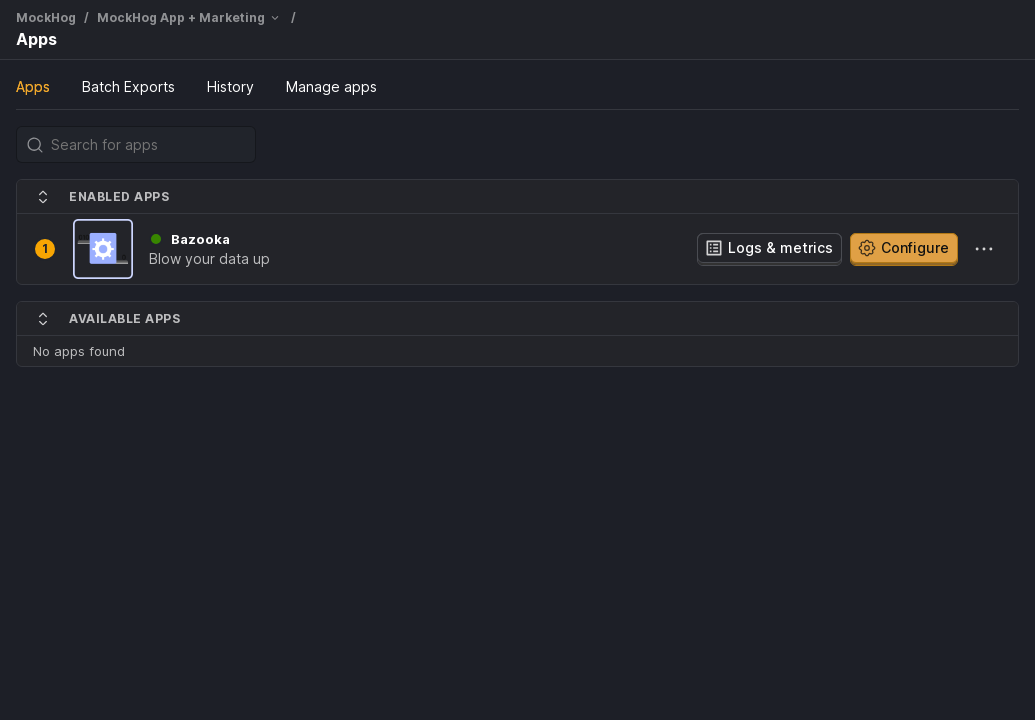 MockHog / MockHog App + Marketing /
Apps
Apps Batch Exports History Manage apps
Search for apps
ENABLED APPS
1 Bazooka
Blow your data up
Logs & metrics Configure
AVAILABLE APPS
No apps found